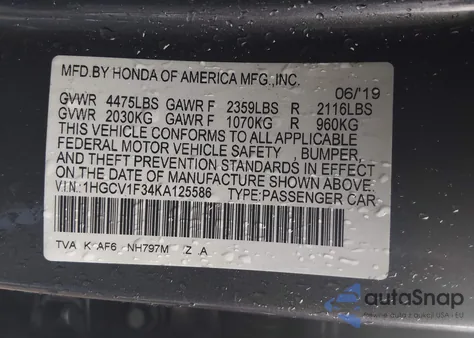 MFD.BY HONDA OF AMERICA MFG.,INC. 06/'19
GVWR 4475LBS GAWR F 2359LBS R 2116LBS
GVWR 2030KG GAWR F 1070KG R 960KG
THIS VEHICLE CONFORMS TO ALL APPLICABLE
FEDERAL MOTOR VEHICLE SAFETY , BUMPER,
AND THEFT PREVENTION STANDARDS IN EFFECT
ON THE DATE OF MANUFACTURE SHOWN ABOVE.
V.I.N.:1HGCV1F34KA125586 TYPE:PASSENGER CAR
TVA K AF6 NH797M Z A
autaSnap